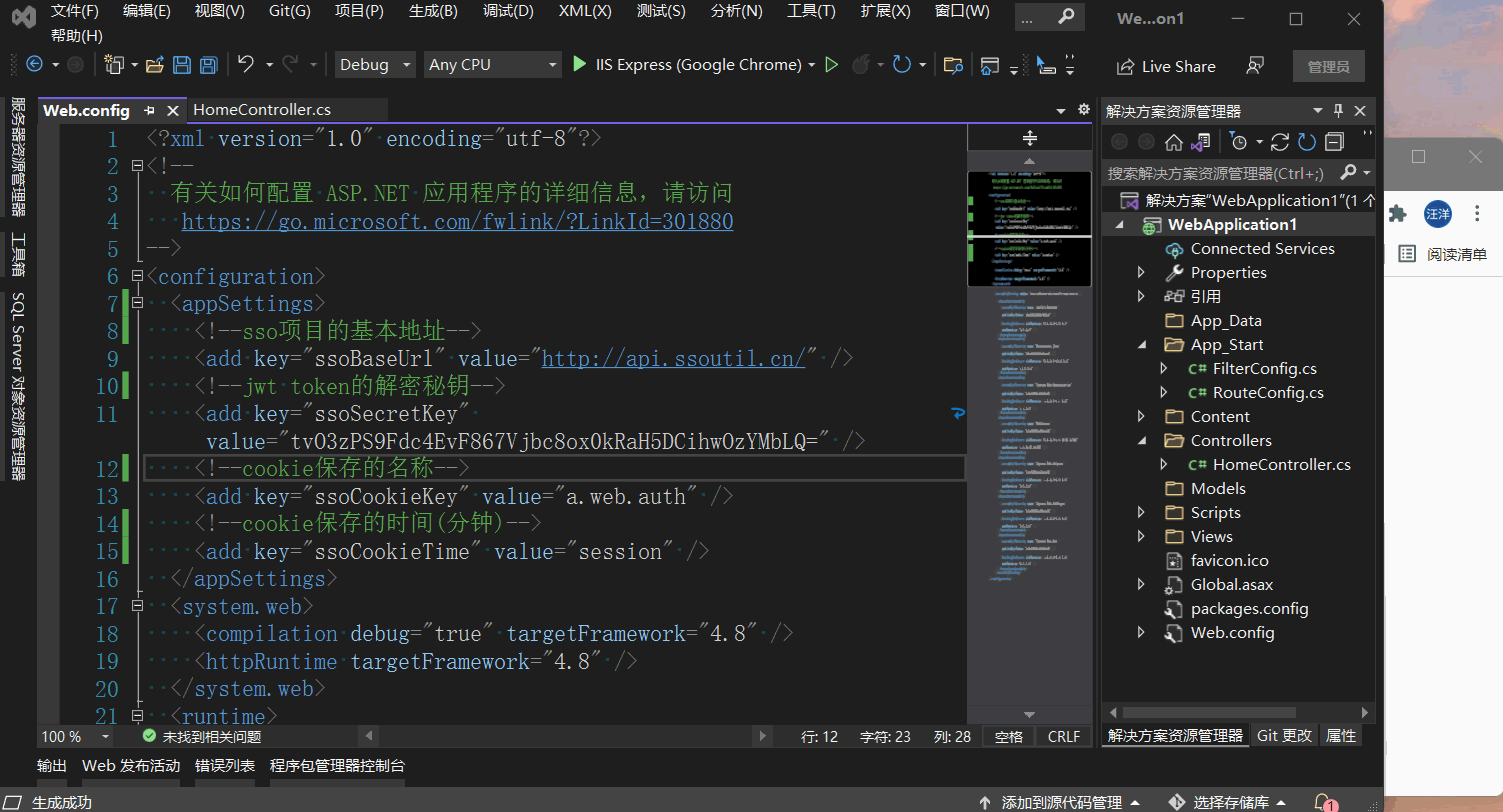 文件(F) 编辑(E) 视图(V) Git(G) 项目(P) 生成(B) 调试(D) XML(X) 测试(S) 分析(N) 工具(T) 扩展(X) 窗口(W)
帮助(H)
... We...on1
Debug Any CPU IIS Express (Google Chrome) Live Share 管理员
服务器资源管理器
工具箱
SQL Server 对象资源管理器
Web.config HomeController.cs
1 <?xml version="1.0" encoding="utf-8"?>
2 <!--
3 有关如何配置 ASP.NET 应用程序的详细信息，请访问
4 https://go.microsoft.com/fwlink/?LinkId=301880
5 -->
6 <configuration>
7 <appSettings>
8 <!--sso项目的基本地址-->
9 <add key="ssoBaseUrl" value="http://api.ssoutil.cn/" />
10 <!--jwt token的解密秘钥-->
11 <add key="ssoSecretKey"
value="tvO3zPS9Fdc4EvF867Vjbc8ox0kRaH5DCihwOzYMbLQ=" />
12 <!--cookie保存的名称-->
13 <add key="ssoCookieKey" value="a.web.auth" />
14 <!--cookie保存的时间(分钟)-->
15 <add key="ssoCookieTime" value="session" />
16 </appSettings>
17 <system.web>
18 <compilation debug="true" targetFramework="4.8" />
19 <httpRuntime targetFramework="4.8" />
20 </system.web>
21 <runtime>
100 % 未找到相关问题 行: 12 字符: 23 列: 28 空格 CRLF
解决方案资源管理器
搜索解决方案资源管理器(Ctrl+;)
解决方案"WebApplication1"(1 个
WebApplication1
Connected Services
Properties
引用
App_Data
App_Start
C# FilterConfig.cs
C# RouteConfig.cs
Content
Controllers
C# HomeController.cs
Models
Scripts
Views
favicon.ico
Global.asax
packages.config
Web.config
解决方案资源管理器 Git 更改 属性
输出 Web 发布活动 错误列表 程序包管理器控制台
生成成功 添加到源代码管理 选择存储库 1
汪洋
阅读清单